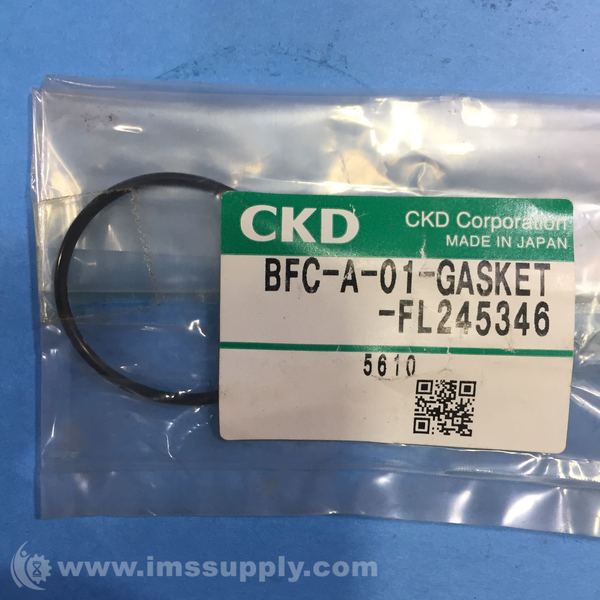 CKD
CKD Corporation
MADE IN JAPAN
BFC-A-01-GASKET
-FL245346
5610
www.imssupply.com